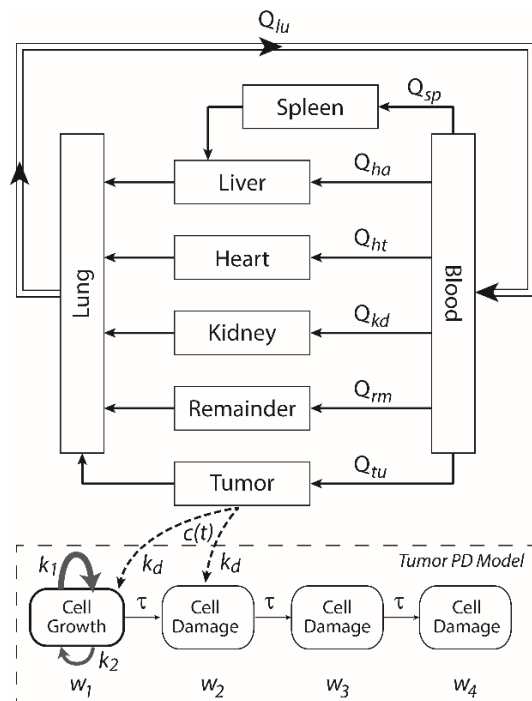 Q_lu
Q_sp
Spleen
Q_ha
Liver
Q_ht
Heart
Lung
Blood
Q_kd
Kidney
Q_rm
Remainder
Q_tu
Tumor
c(t)
k_1
k_d
k_d
Tumor PD Model
Cell
Growth
τ
Cell
Damage
τ
Cell
Damage
τ
Cell
Damage
k_2
w_1
w_2
w_3
w_4